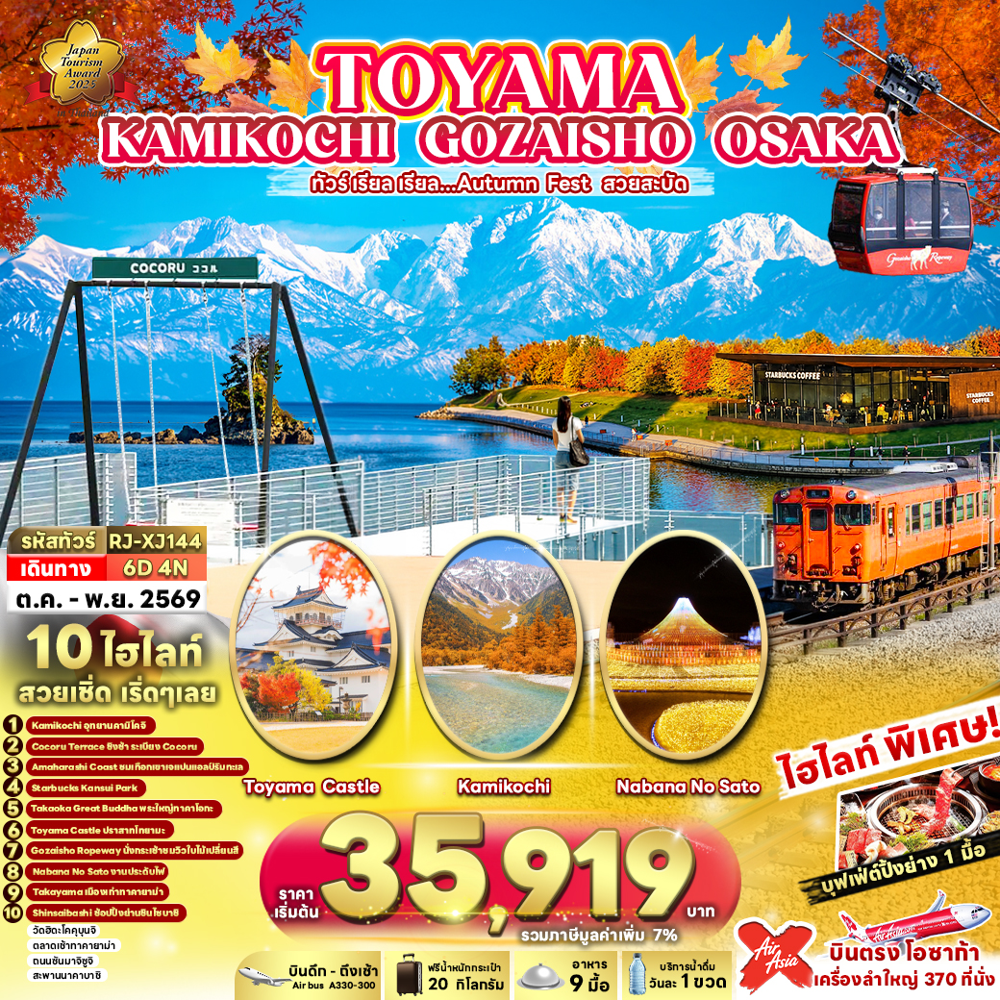 Japan
Tourism
Award
2025
in Thailand
TOYAMA
KAMIKOCHI GOZAISHO OSAKA
ทัวร์ เรียล เรียล...Autumn Fest สวยสะบัด
Gozaisho Ropeway
COCORU ココル
STARBUCKS COFFEE
STARBUCKS
COFFEE
รหัสทัวร์ RJ-XJ144
เดินทาง 6D 4N
ต.ค. - พ.ย. 2569
10 ไฮไลท์
สวยเชิ่ด เริ่ดๆเลย
1 Kamikochi อุทยานคามิโคจิ
2 Cocoru Terrace ชิงช้า ระเบียง Cocoru
3 Amaharashi Coast ชมเทือกเขาเจแปนแอลป์ริมทะเล
4 Starbucks Kansui Park
5 Takaoka Great Buddha พระใหญ่ทาคาโอกะ
6 Toyama Castle ปราสาทโทยามะ
7 Gozaisho Ropeway นั่งกระเช้าชมวิวใบไม้เปลี่ยนสี
8 Nabana No Sato งานประดับไฟ
9 Takayama เมืองเก่าทาคายาม่า
10 Shinsaibashi ช้อปปิ้งย่านชินไซบาชิ
วัดฮิดะโคคุบุนจิ
ตลาดเช้าทาคายาม่า
ถนนซันมาจิซูจิ
สะพานนาคาบาชิ
Toyama Castle
Kamikochi
Nabana No Sato
ไฮไลท์ พิเศษ!
บุฟเฟ่ต์ปิ้งย่าง 1 มื้อ
ราคา
เริ่มต้น
35,919
บาท
รวมภาษีมูลค่าเพิ่ม 7%
บินดึก - ถึงเช้า
Air bus A330-300
ฟรีน้ำหนักกระเป๋า
20 กิโลกรัม
อาหาร
9 มื้อ
บริการน้ำดื่ม
วันละ 1 ขวด
Air
Asia
X
บินตรง โอซาก้า
เครื่องลำใหญ่ 370 ที่นั่ง